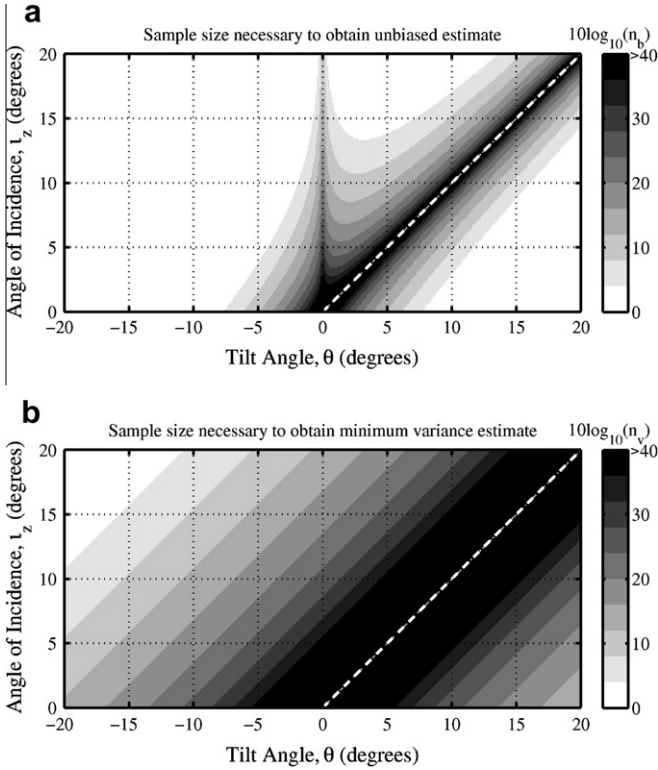 a
Sample size necessary to obtain unbiased estimate
10log10(nb)
>40
30
20
10
0
20
15
10
5
0
Angle of Incidence, ιz (degrees)
−20 −15 −10 −5 0 5 10 15 20
Tilt Angle, θ (degrees)
b
Sample size necessary to obtain minimum variance estimate
10log10(nv)
>40
30
20
10
0
20
15
10
5
0
Angle of Incidence, ιz (degrees)
−20 −15 −10 −5 0 5 10 15 20
Tilt Angle, θ (degrees)